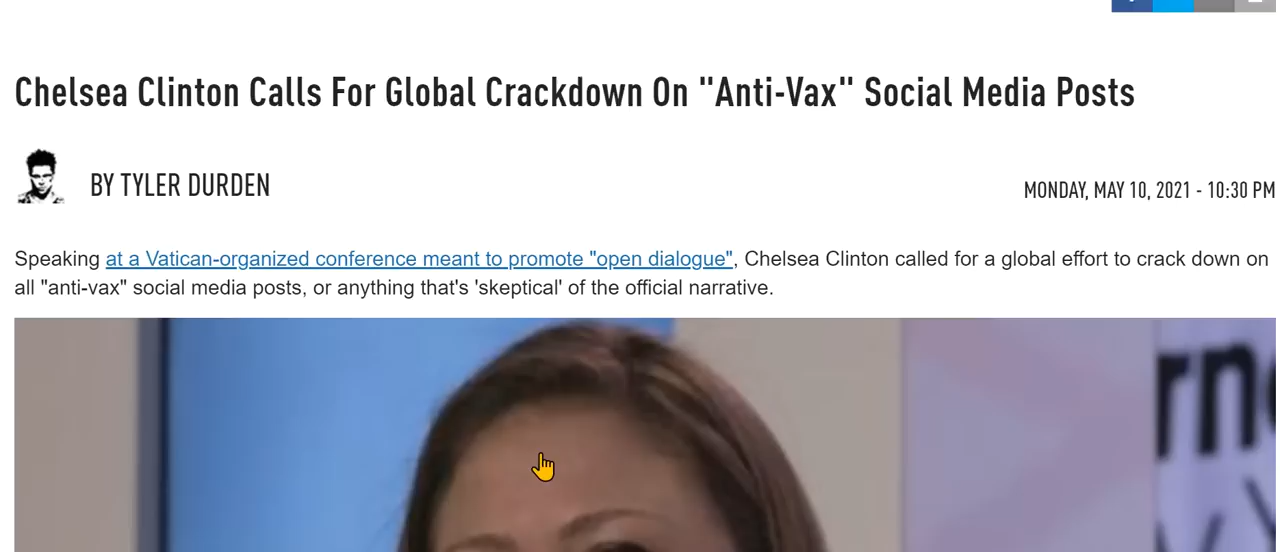 Chelsea Clinton Calls For Global Crackdown On "Anti-Vax" Social Media Posts
BY TYLER DURDEN
MONDAY, MAY 10, 2021 - 10:30 PM
Speaking at a Vatican-organized conference meant to promote "open dialogue", Chelsea Clinton called for a global effort to crack down on
all "anti-vax" social media posts, or anything that's 'skeptical' of the official narrative.